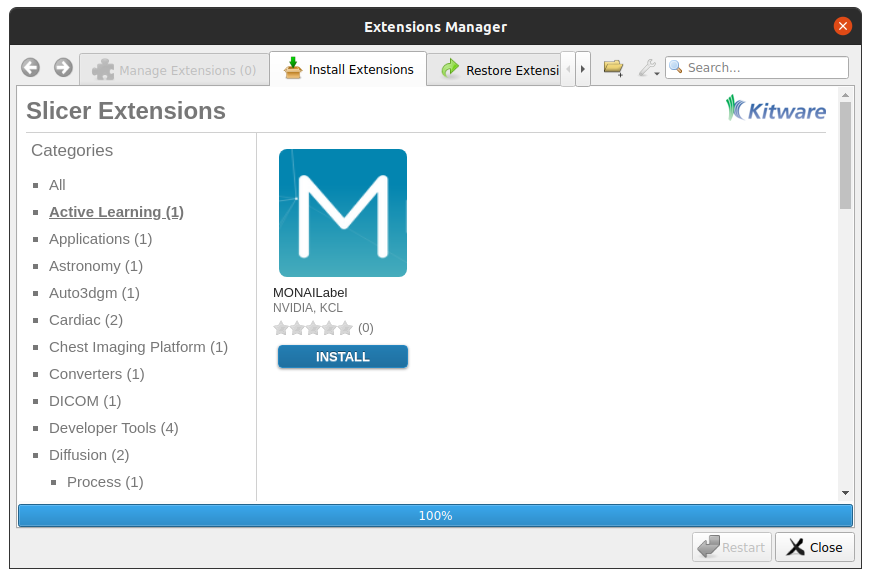 Extensions Manager
Manage Extensions (0)
Install Extensions
Restore Extensi
Search...
Slicer Extensions
Kitware
Categories
All
Active Learning (1)
Applications (1)
Astronomy (1)
Auto3dgm (1)
Cardiac (2)
Chest Imaging Platform (1)
Converters (1)
DICOM (1)
Developer Tools (4)
Diffusion (2)
Process (1)
M
MONAILabel
NVIDIA, KCL
(0)
INSTALL
100%
Restart
Close